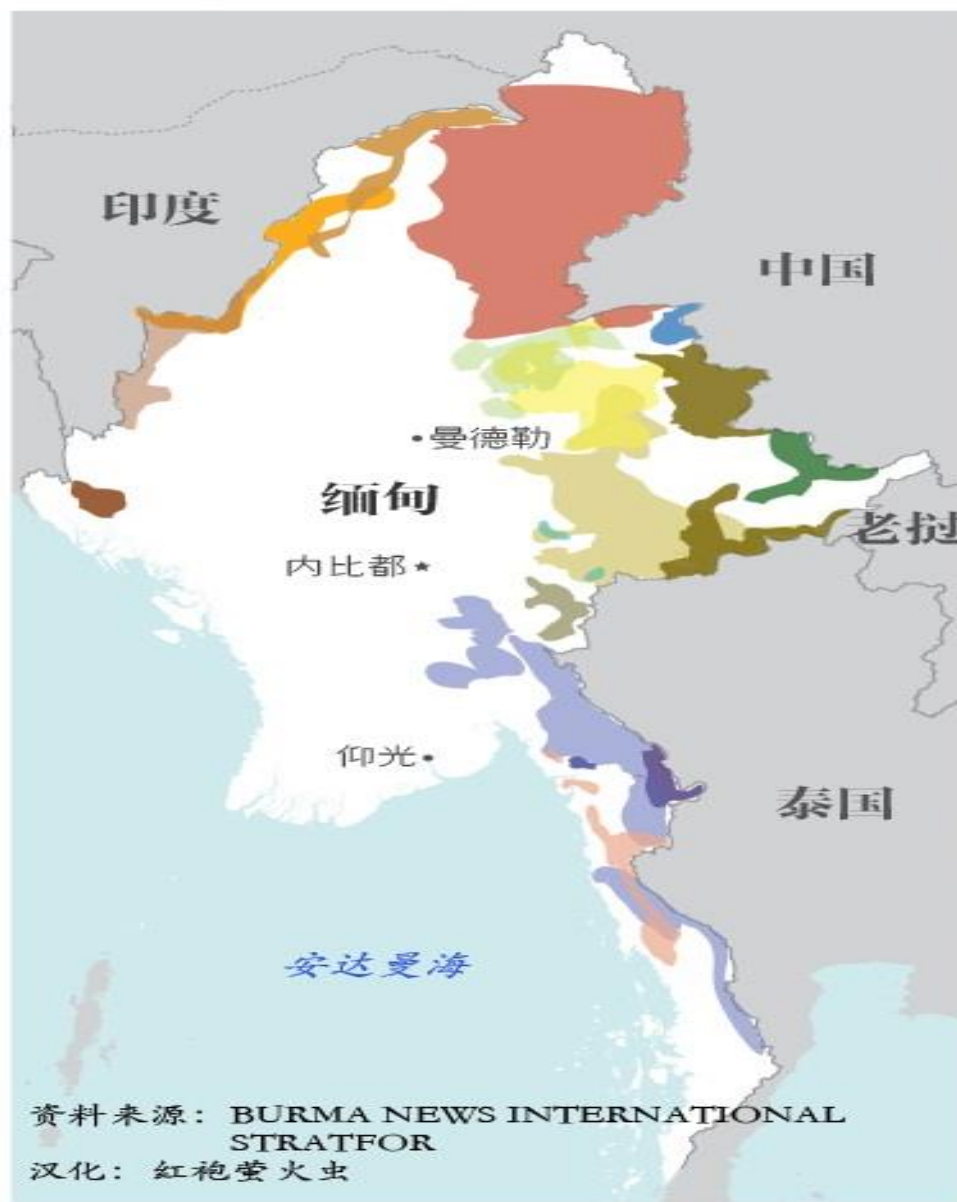 印度
中国
•曼德勒
缅甸
老挝
内比都★
仰光•
泰国
安达曼海
资料来源：BURMA NEWS INTERNATIONAL
STRATFOR
汉化：紅袍萤火虫